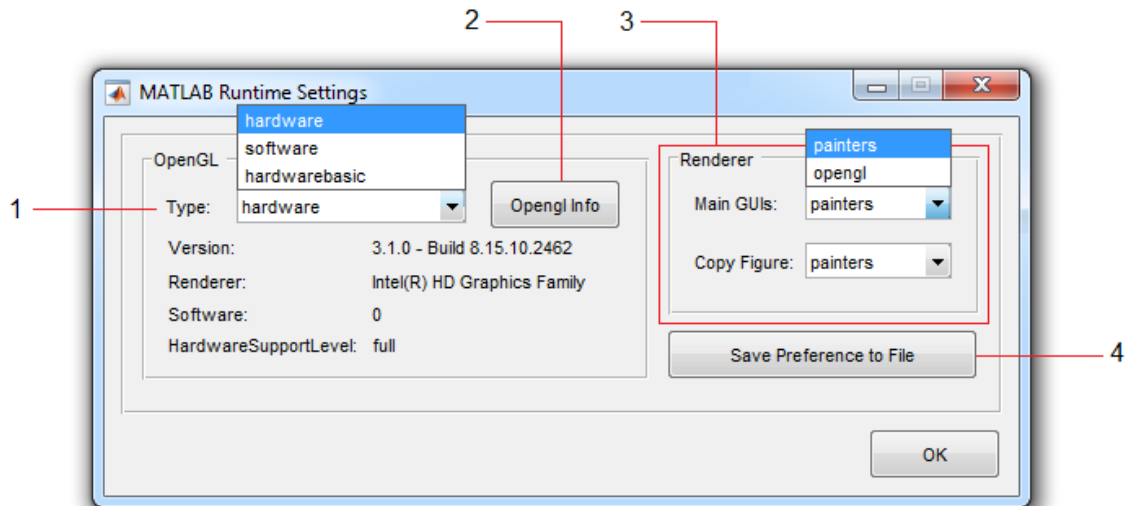 2
3
MATLAB Runtime Settings
hardware
software
hardwarebasic
OpenGL
1
Type: hardware
Opengl Info
Version: 3.1.0 - Build 8.15.10.2462
Renderer: Intel(R) HD Graphics Family
Software: 0
HardwareSupportLevel: full
Renderer
painters
opengl
Main GUIs: painters
Copy Figure: painters
Save Preference to File
4
OK